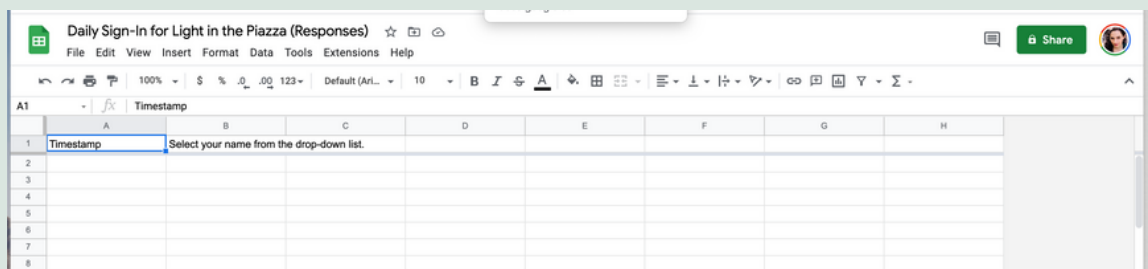 Daily Sign-In for Light in the Piazza (Responses)
File Edit View Insert Format Data Tools Extensions Help
Share
100% $ % .0 .00 123 Default (Ari... 10 B I S A
A1 fx Timestamp
A B C D E F G H
1 Timestamp Select your name from the drop-down list.
2
3
4
5
6
7
8